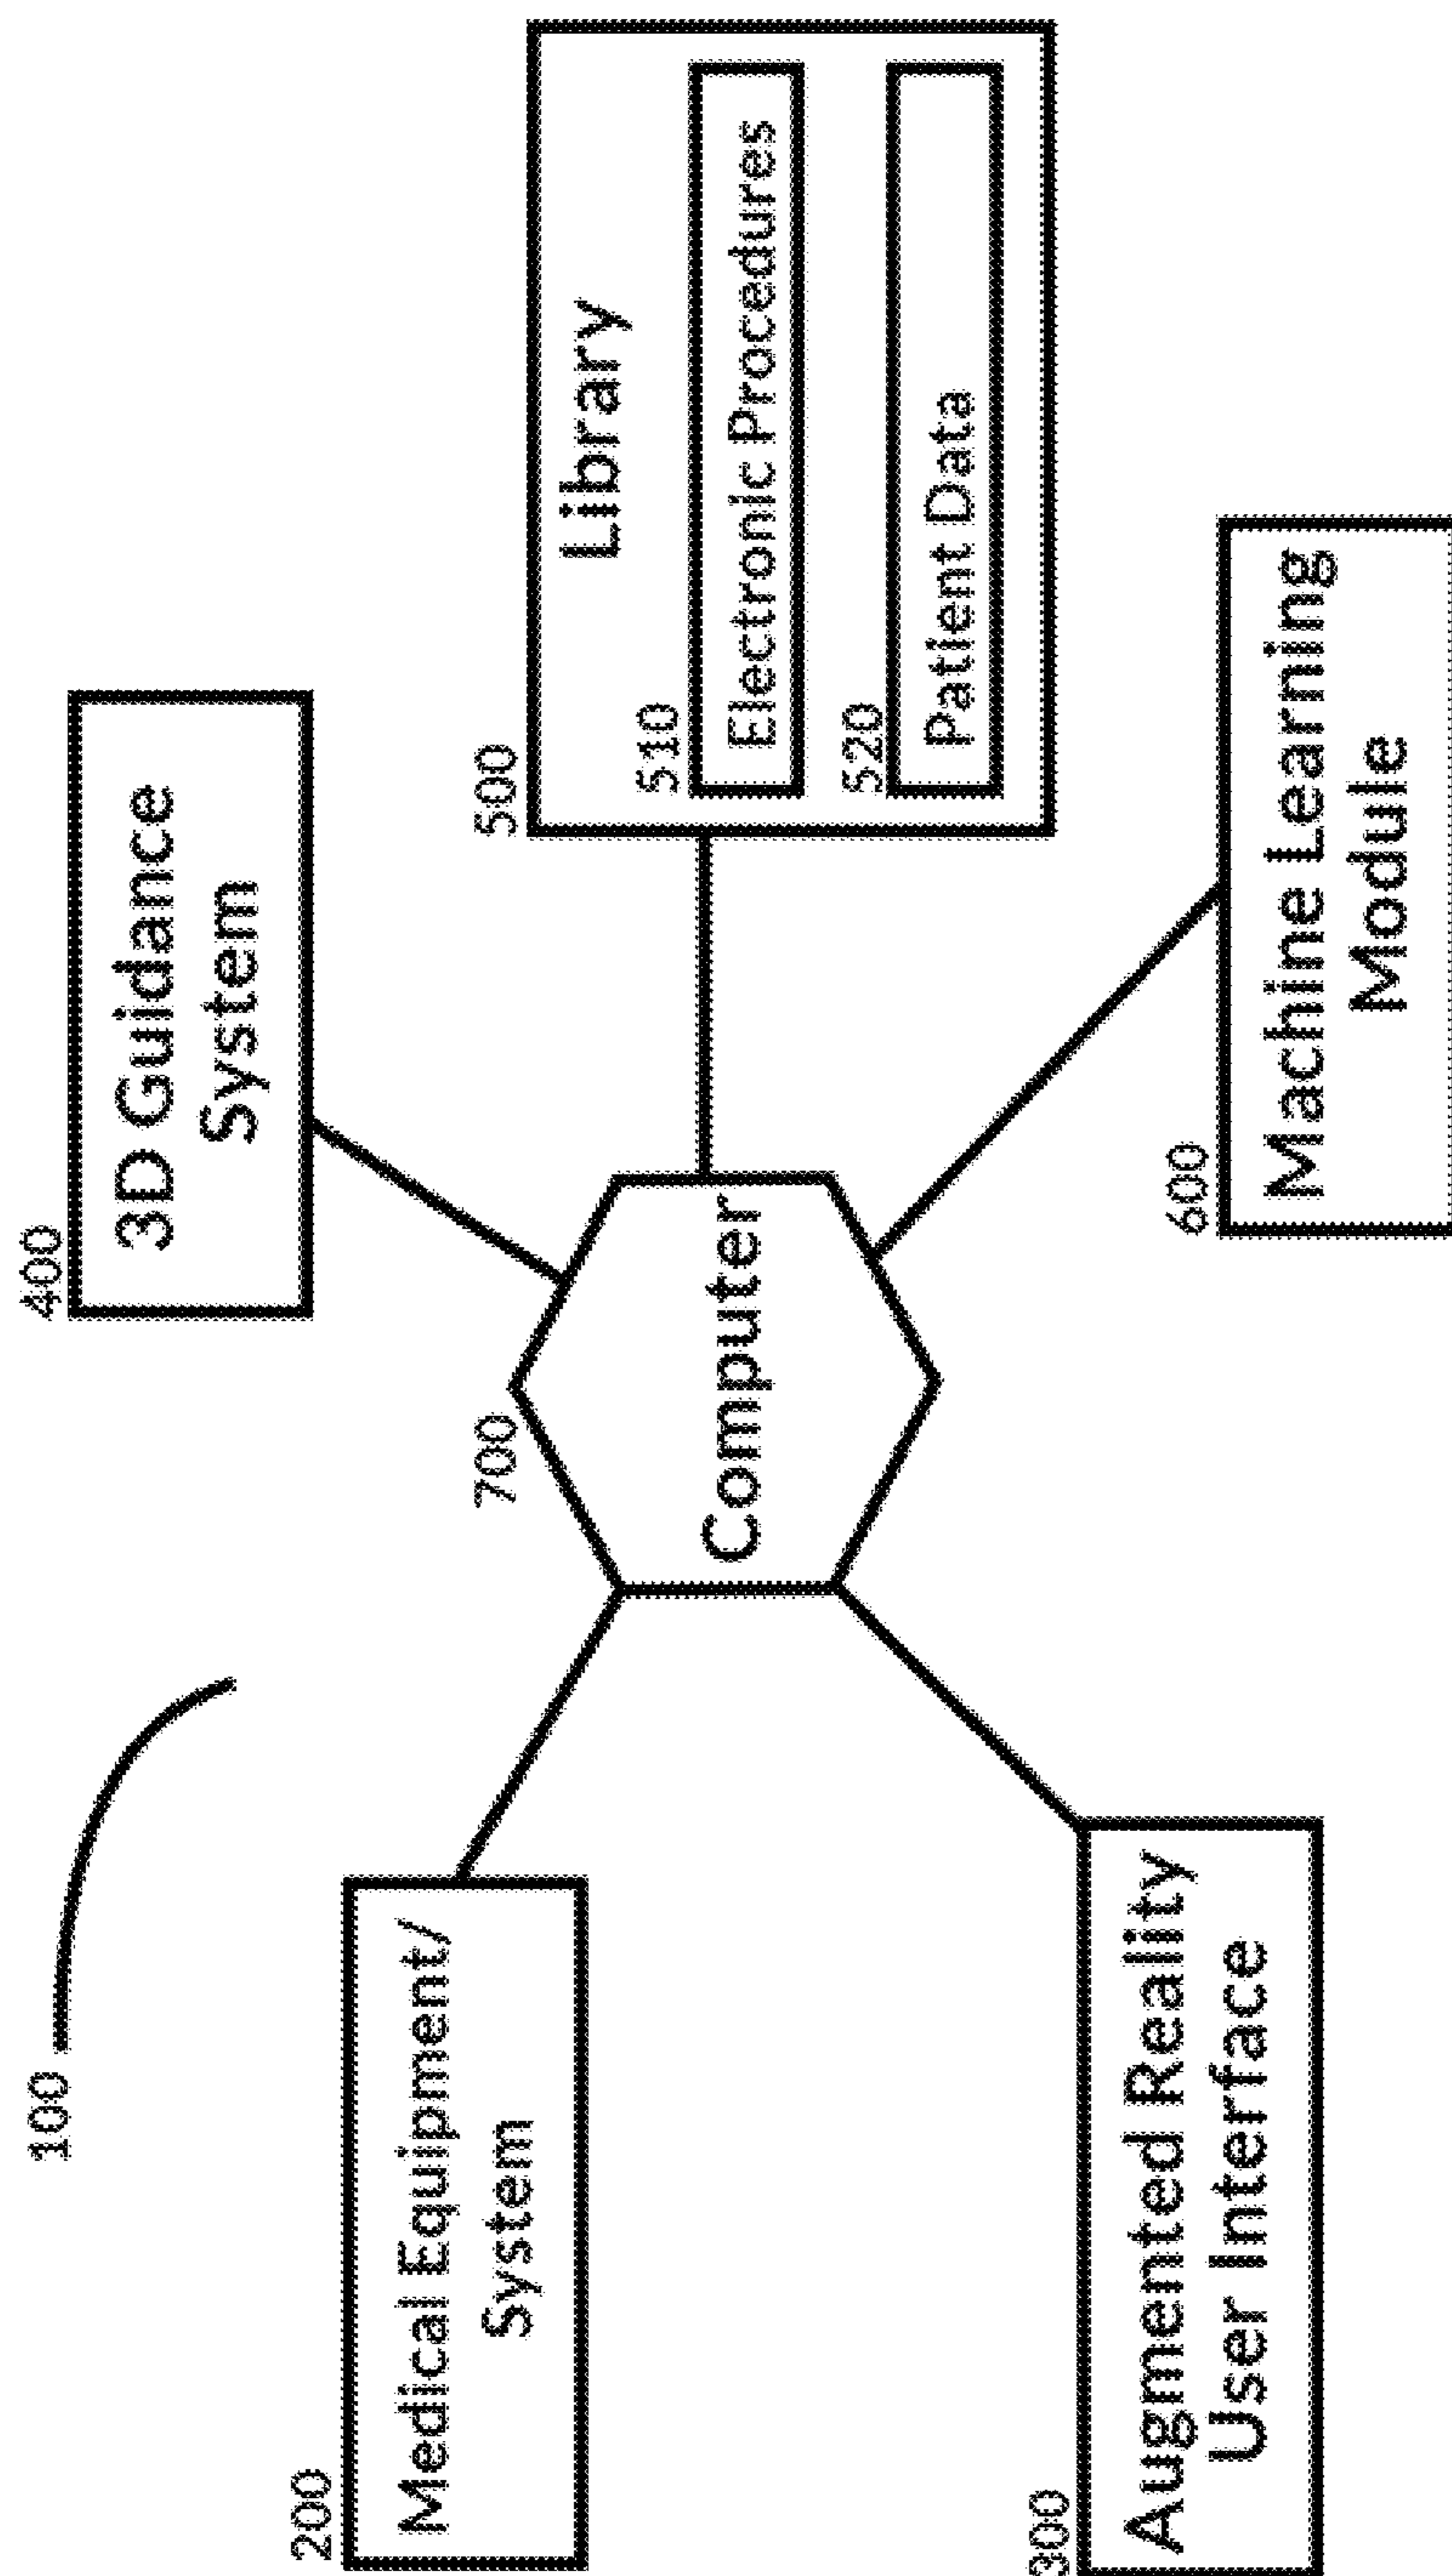 100
400
3D Guidance
System
200
Medical Equipment/
System
700
Computer
500
Library
510
Electronic Procedures
520
Patient Data
300
Augmented Reality
User Interface
600
Machine Learning
Module